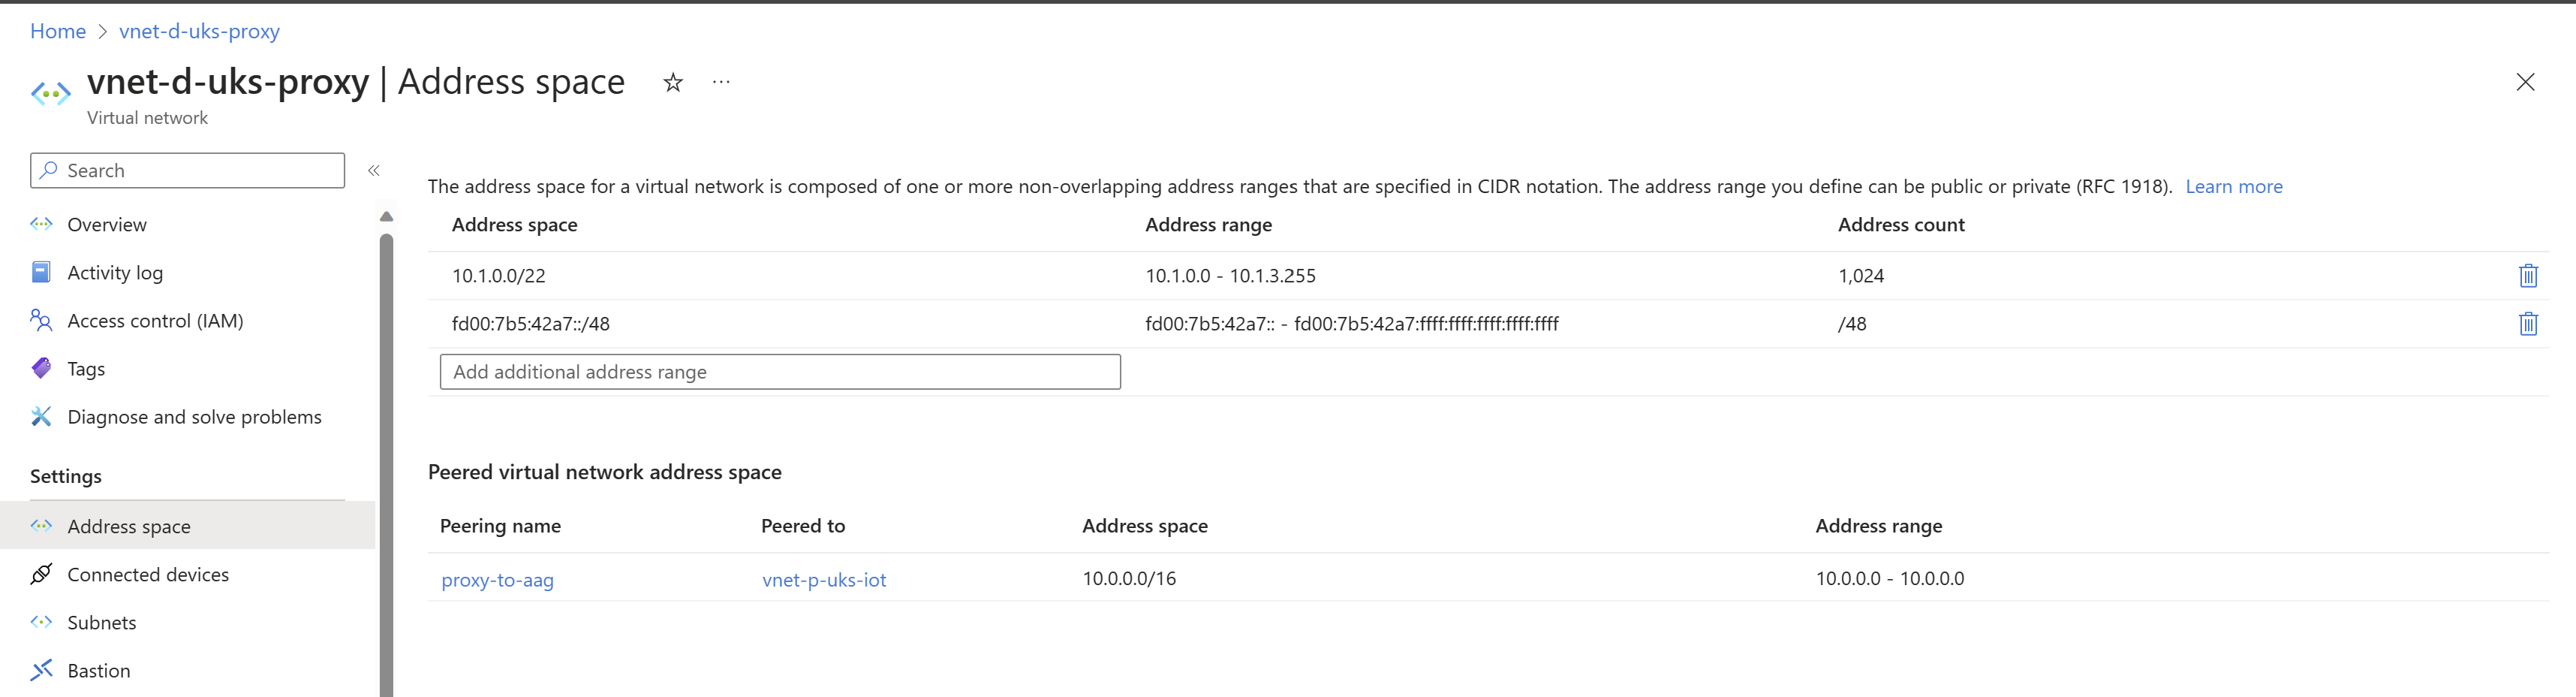 Home > vnet-d-uks-proxy
vnet-d-uks-proxy | Address space
Virtual network
Search
Overview
Activity log
Access control (IAM)
Tags
Diagnose and solve problems
Settings
Address space
Connected devices
Subnets
Bastion
The address space for a virtual network is composed of one or more non-overlapping address ranges that are specified in CIDR notation. The address range you define can be public or private (RFC 1918). Learn more
Address space Address range Address count
10.1.0.0/22 10.1.0.0 - 10.1.3.255 1,024
fd00:7b5:42a7::/48 fd00:7b5:42a7:: - fd00:7b5:42a7:ffff:ffff:ffff:ffff:ffff /48
Add additional address range
Peered virtual network address space
Peering name Peered to Address space Address range
proxy-to-aag vnet-p-uks-iot 10.0.0.0/16 10.0.0.0 - 10.0.0.0